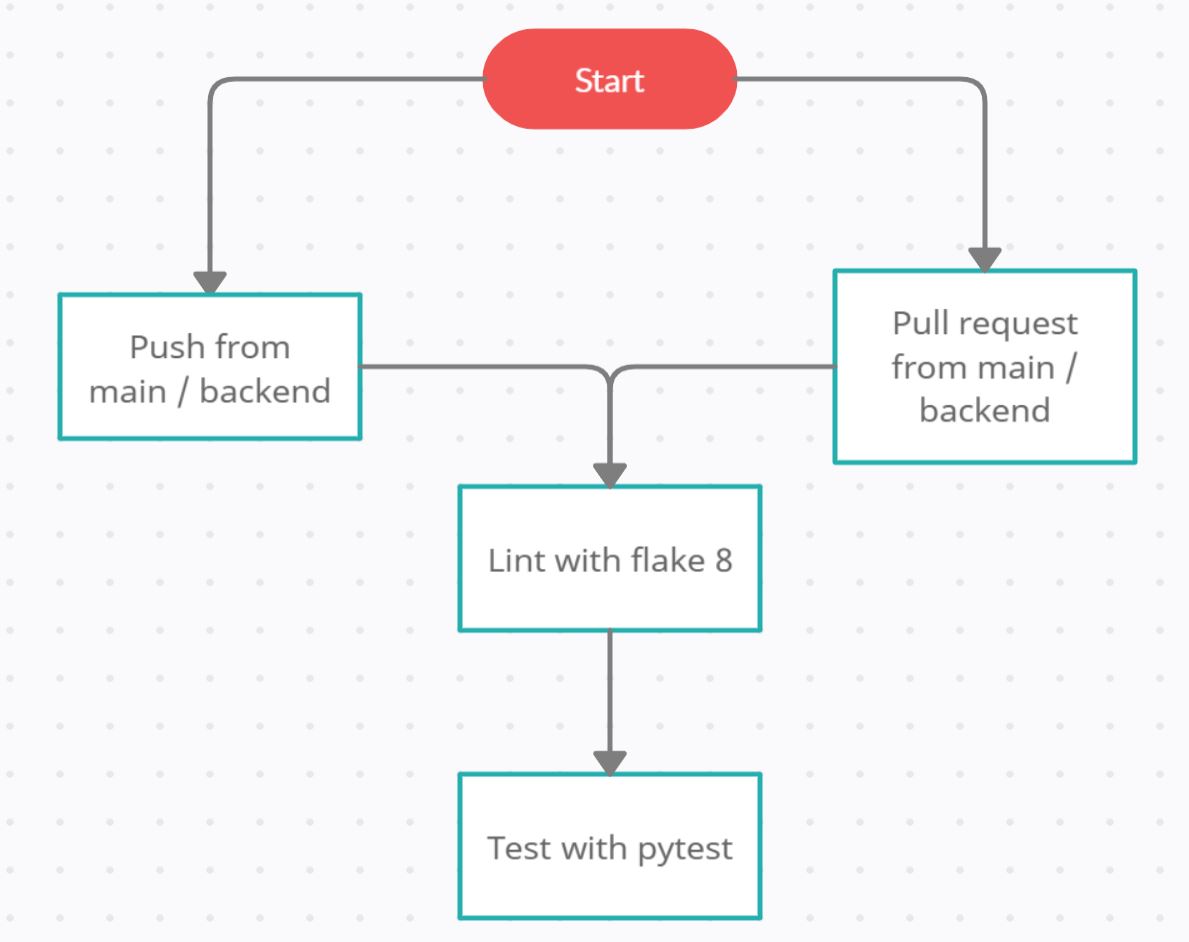 Start
Push from
main / backend
Pull request
from main /
backend
Lint with flake 8
Test with pytest